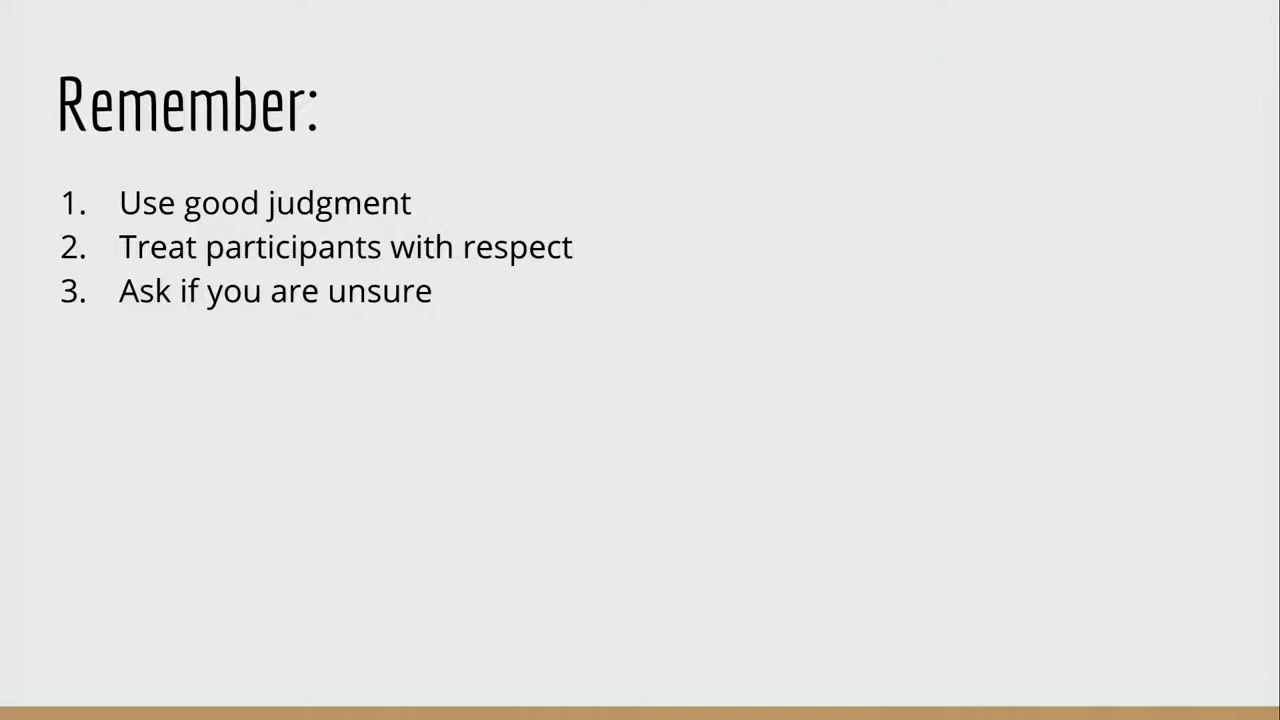 Remember:
1. Use good judgment
2. Treat participants with respect
3. Ask if you are unsure